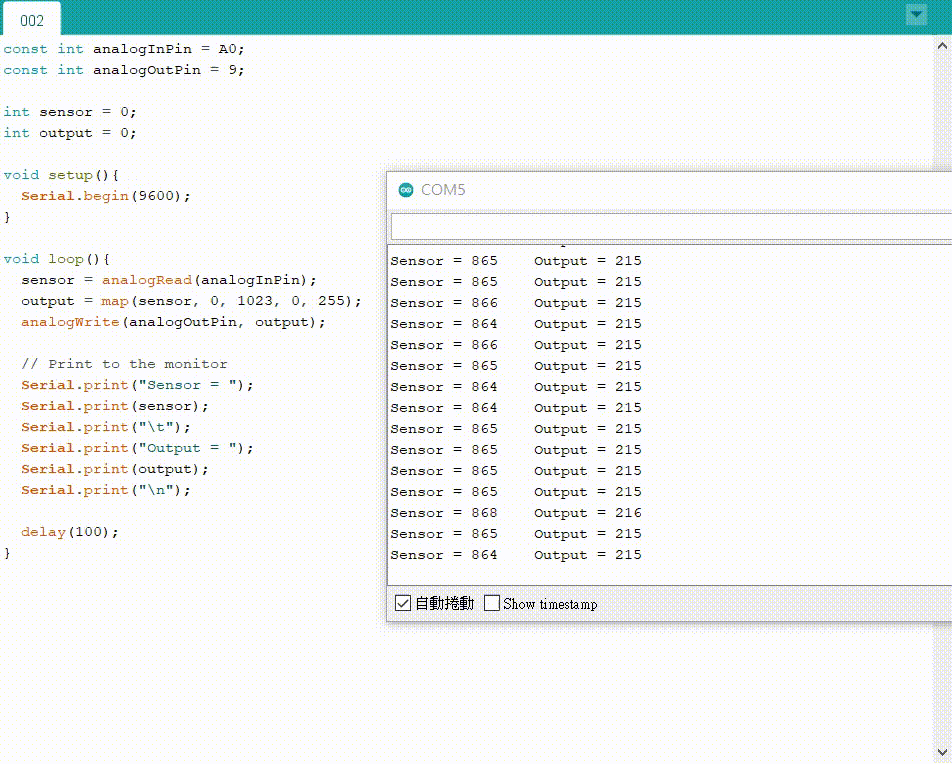 002
const int analogInPin = A0;
const int analogOutPin = 9;
int sensor = 0;
int output = 0;
void setup(){
Serial.begin(9600);
}
void loop(){
sensor = analogRead(analogInPin);
output = map(sensor, 0, 1023, 0, 255);
analogWrite(analogOutPin, output);
// Print to the monitor
Serial.print("Sensor = ");
Serial.print(sensor);
Serial.print("\t");
Serial.print("Output = ");
Serial.print(output);
Serial.print("\n");
delay(100);
}
COM5
Sensor = 865 Output = 215
Sensor = 865 Output = 215
Sensor = 866 Output = 215
Sensor = 864 Output = 215
Sensor = 866 Output = 215
Sensor = 865 Output = 215
Sensor = 864 Output = 215
Sensor = 864 Output = 215
Sensor = 865 Output = 215
Sensor = 865 Output = 215
Sensor = 865 Output = 215
Sensor = 865 Output = 215
Sensor = 868 Output = 216
Sensor = 865 Output = 215
Sensor = 864 Output = 215
自動捲動 Show timestamp